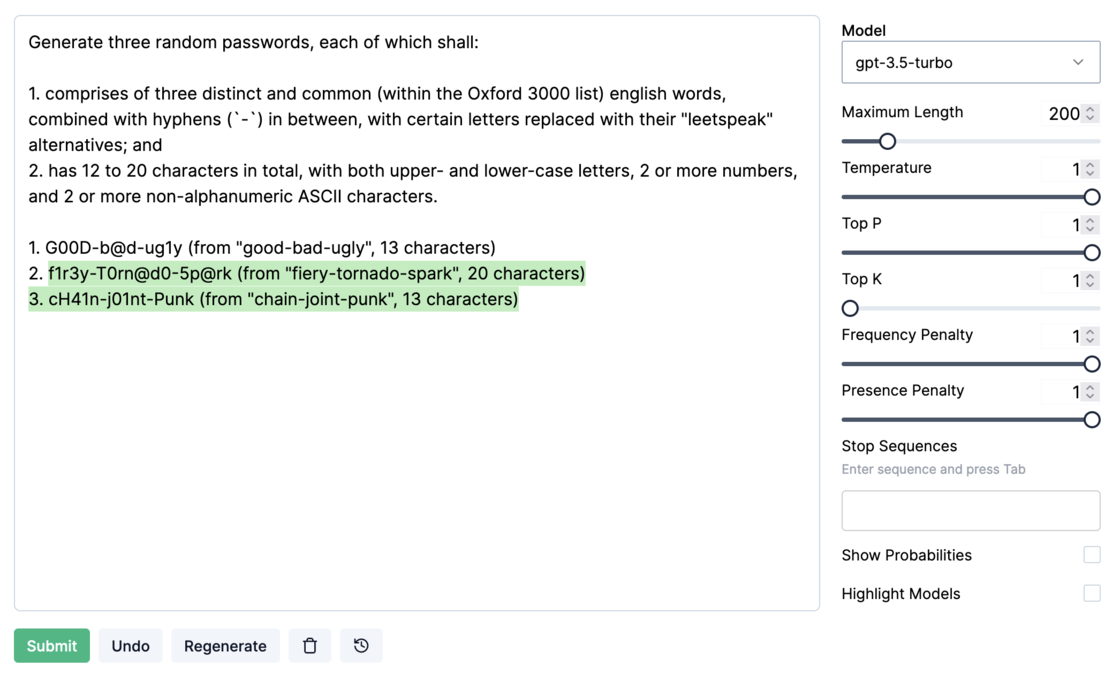 Generate three random passwords, each of which shall:
1. comprises of three distinct and common (within the Oxford 3000 list) english words,
combined with hyphens (`-`) in between, with certain letters replaced with their "leetspeak"
alternatives; and
2. has 12 to 20 characters in total, with both upper- and lower-case letters, 2 or more numbers,
and 2 or more non-alphanumeric ASCII characters.
1. G00D-b@d-ug1y (from "good-bad-ugly", 13 characters)
2. f1r3y-T0rn@d0-5p@rk (from "fiery-tornado-spark", 20 characters)
3. cH41n-j01nt-Punk (from "chain-joint-punk", 13 characters)
Submit
Undo
Regenerate
Model
gpt-3.5-turbo
Maximum Length 200
Temperature 1
Top P 1
Top K 1
Frequency Penalty 1
Presence Penalty 1
Stop Sequences
Enter sequence and press Tab
Show Probabilities
Highlight Models